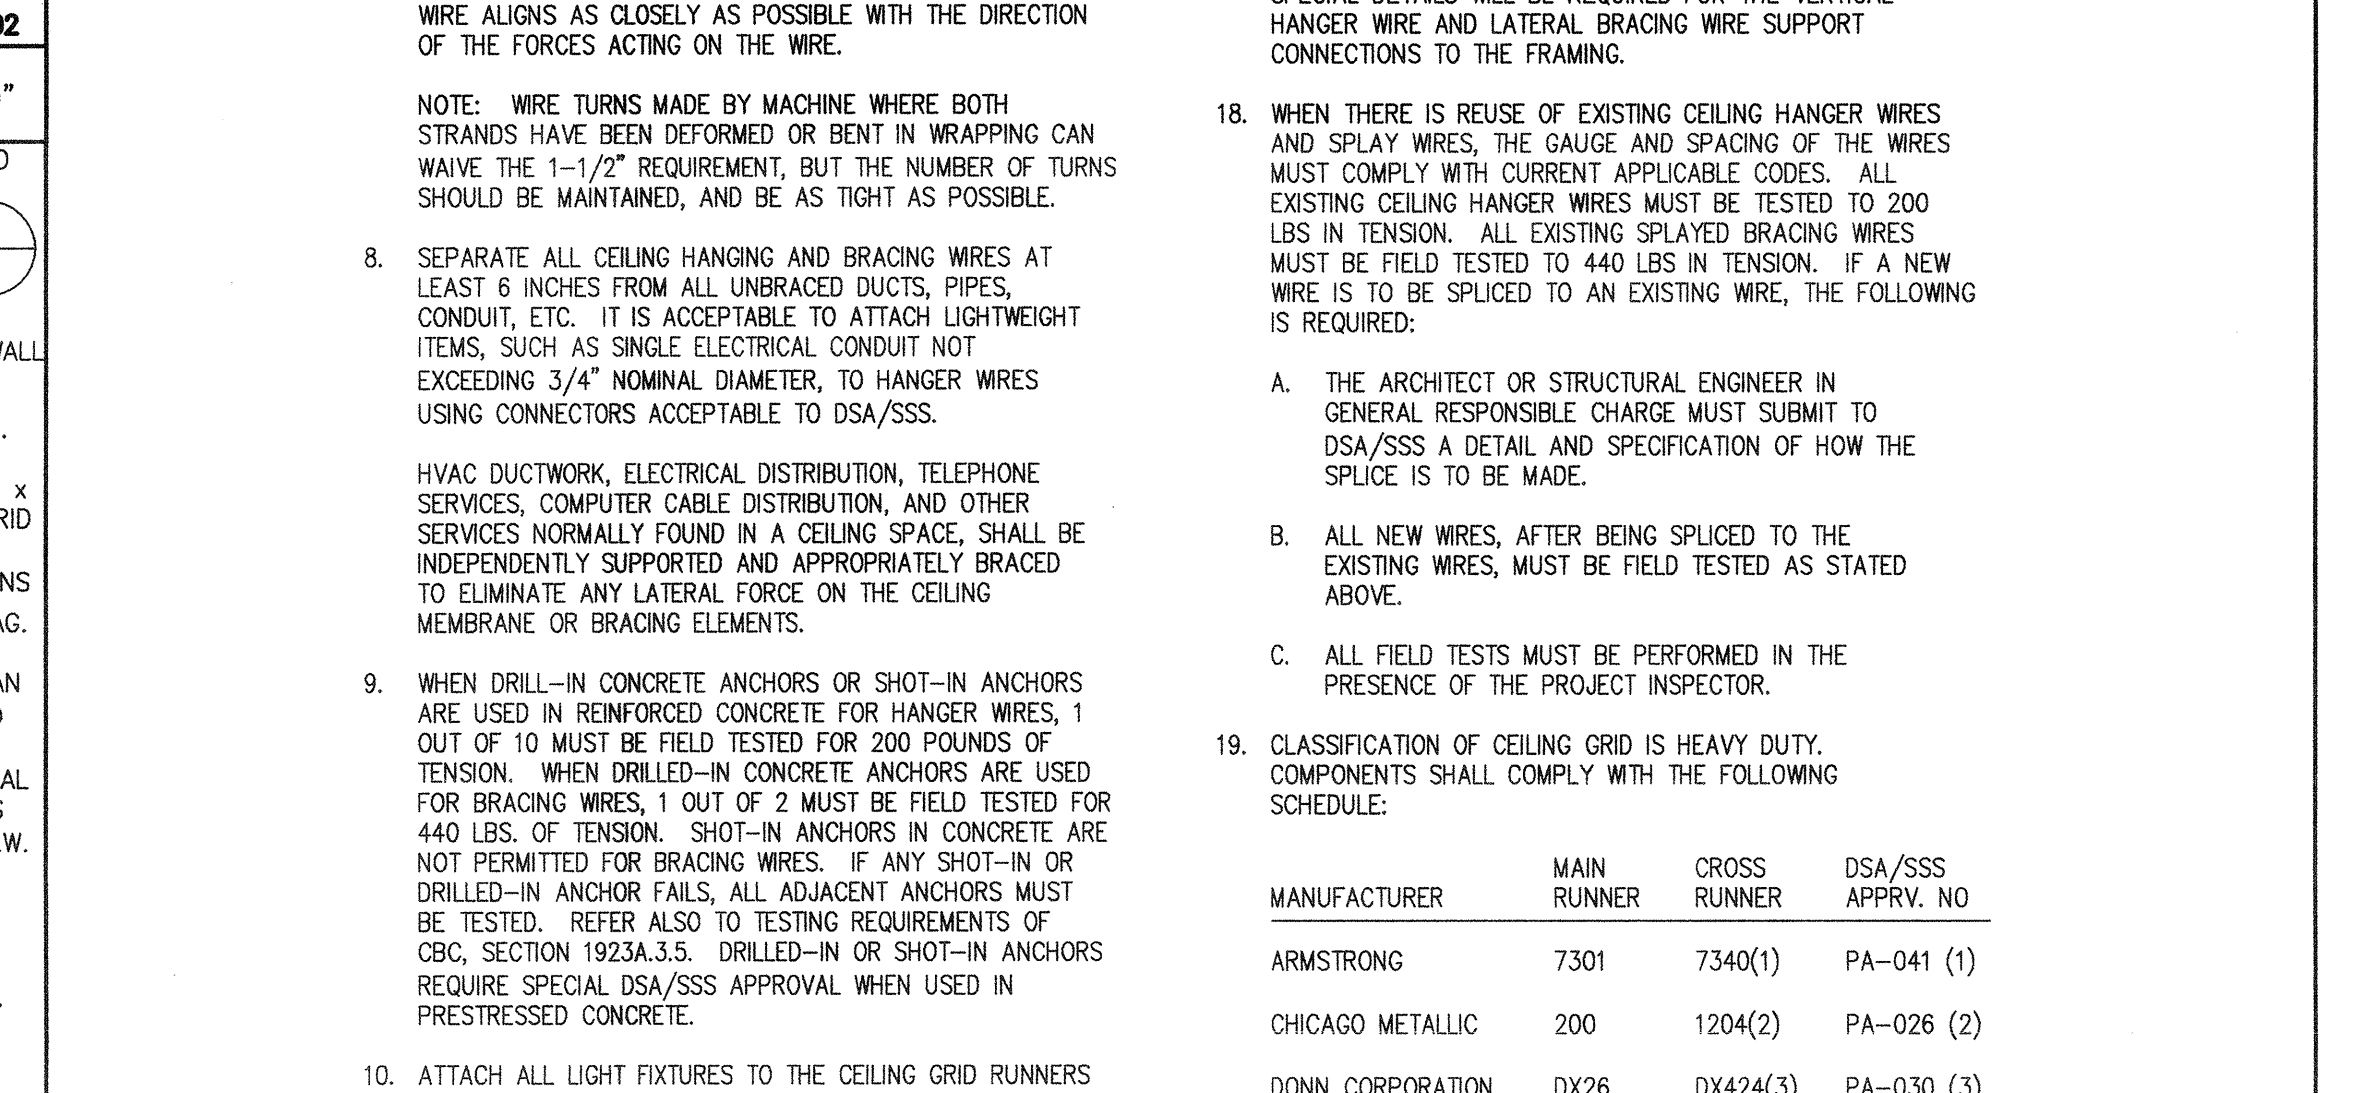 02
"
D
WALL
.
x
RID
NS
AG.
AN
AL
S
.W.
WIRE ALIGNS AS CLOSELY AS POSSIBLE WITH THE DIRECTION
OF THE FORCES ACTING ON THE WIRE.
NOTE: WIRE TURNS MADE BY MACHINE WHERE BOTH
STRANDS HAVE BEEN DEFORMED OR BENT IN WRAPPING CAN
WAIVE THE 1-1/2" REQUIREMENT, BUT THE NUMBER OF TURNS
SHOULD BE MAINTAINED, AND BE AS TIGHT AS POSSIBLE.
8. SEPARATE ALL CEILING HANGING AND BRACING WIRES AT
LEAST 6 INCHES FROM ALL UNBRACED DUCTS, PIPES,
CONDUIT, ETC. IT IS ACCEPTABLE TO ATTACH LIGHTWEIGHT
ITEMS, SUCH AS SINGLE ELECTRICAL CONDUIT NOT
EXCEEDING 3/4" NOMINAL DIAMETER, TO HANGER WIRES
USING CONNECTORS ACCEPTABLE TO DSA/SSS.
HVAC DUCTWORK, ELECTRICAL DISTRIBUTION, TELEPHONE
SERVICES, COMPUTER CABLE DISTRIBUTION, AND OTHER
SERVICES NORMALLY FOUND IN A CEILING SPACE, SHALL BE
INDEPENDENTLY SUPPORTED AND APPROPRIATELY BRACED
TO ELIMINATE ANY LATERAL FORCE ON THE CEILING
MEMBRANE OR BRACING ELEMENTS.
9. WHEN DRILL-IN CONCRETE ANCHORS OR SHOT-IN ANCHORS
ARE USED IN REINFORCED CONCRETE FOR HANGER WIRES, 1
OUT OF 10 MUST BE FIELD TESTED FOR 200 POUNDS OF
TENSION. WHEN DRILLED-IN CONCRETE ANCHORS ARE USED
FOR BRACING WIRES, 1 OUT OF 2 MUST BE FIELD TESTED FOR
440 LBS. OF TENSION. SHOT-IN ANCHORS IN CONCRETE ARE
NOT PERMITTED FOR BRACING WIRES. IF ANY SHOT-IN OR
DRILLED-IN ANCHOR FAILS, ALL ADJACENT ANCHORS MUST
BE TESTED. REFER ALSO TO TESTING REQUIREMENTS OF
CBC, SECTION 1923A.3.5. DRILLED-IN OR SHOT-IN ANCHORS
REQUIRE SPECIAL DSA/SSS APPROVAL WHEN USED IN
PRESTRESSED CONCRETE.
10. ATTACH ALL LIGHT FIXTURES TO THE CEILING GRID RUNNERS
SPECIAL DETAILS WILL BE REQUIRED FOR THE VERTICAL
HANGER WIRE AND LATERAL BRACING WIRE SUPPORT
CONNECTIONS TO THE FRAMING.
18. WHEN THERE IS REUSE OF EXISTING CEILING HANGER WIRES
AND SPLAY WIRES, THE GAUGE AND SPACING OF THE WIRES
MUST COMPLY WITH CURRENT APPLICABLE CODES. ALL
EXISTING CEILING HANGER WIRES MUST BE TESTED TO 200
LBS IN TENSION. ALL EXISTING SPLAYED BRACING WIRES
MUST BE FIELD TESTED TO 440 LBS IN TENSION. IF A NEW
WIRE IS TO BE SPLICED TO AN EXISTING WIRE, THE FOLLOWING
IS REQUIRED:
A. THE ARCHITECT OR STRUCTURAL ENGINEER IN
GENERAL RESPONSIBLE CHARGE MUST SUBMIT TO
DSA/SSS A DETAIL AND SPECIFICATION OF HOW THE
SPLICE IS TO BE MADE.
B. ALL NEW WIRES, AFTER BEING SPLICED TO THE
EXISTING WIRES, MUST BE FIELD TESTED AS STATED
ABOVE.
C. ALL FIELD TESTS MUST BE PERFORMED IN THE
PRESENCE OF THE PROJECT INSPECTOR.
19. CLASSIFICATION OF CEILING GRID IS HEAVY DUTY.
COMPONENTS SHALL COMPLY WITH THE FOLLOWING
SCHEDULE:
MAIN CROSS DSA/SSS
MANUFACTURER RUNNER RUNNER APPRV. NO
ARMSTRONG 7301 7340(1) PA-041 (1)
CHICAGO METALLIC 200 1204(2) PA-026 (2)
DONN CORPORATION DX26 DX424(3) PA-030 (3)